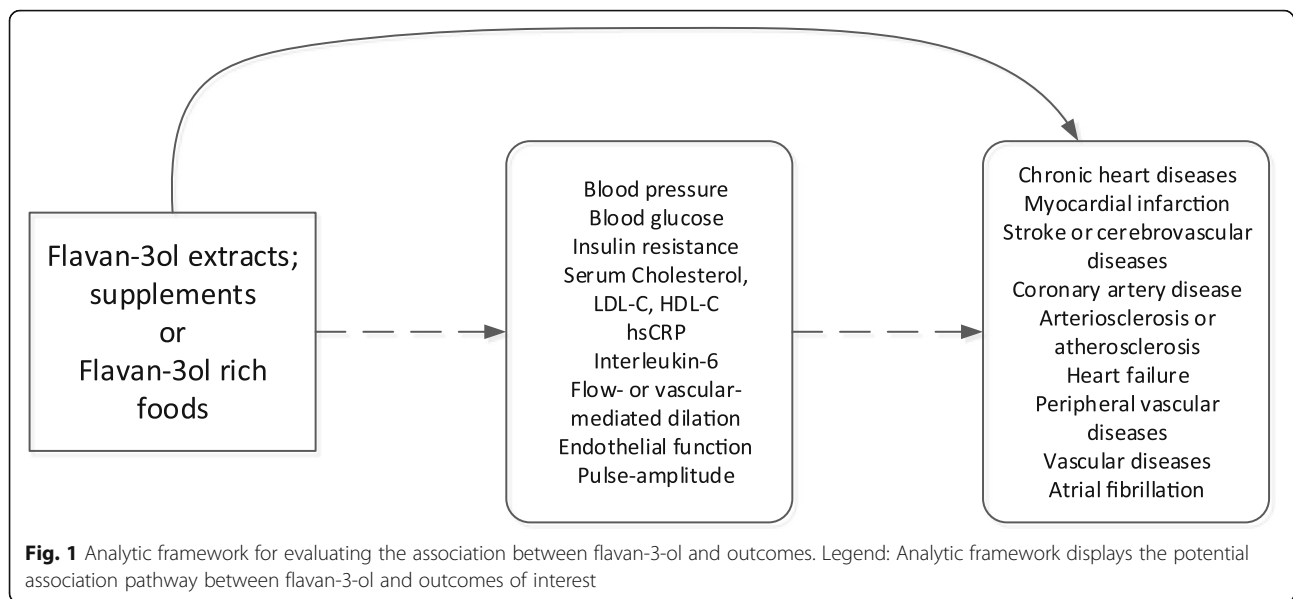 Flavan-3ol extracts;
supplements
or
Flavan-3ol rich
foods
Blood pressure
Blood glucose
Insulin resistance
Serum Cholesterol,
LDL-C, HDL-C
hsCRP
Interleukin-6
Flow- or vascular-
mediated dilation
Endothelial function
Pulse-amplitude
Chronic heart diseases
Myocardial infarction
Stroke or cerebrovascular
diseases
Coronary artery disease
Arteriosclerosis or
atherosclerosis
Heart failure
Peripheral vascular
diseases
Vascular diseases
Atrial fibrillation
Fig. 1 Analytic framework for evaluating the association between flavan-3-ol and outcomes. Legend: Analytic framework displays the potential
association pathway between flavan-3-ol and outcomes of interest